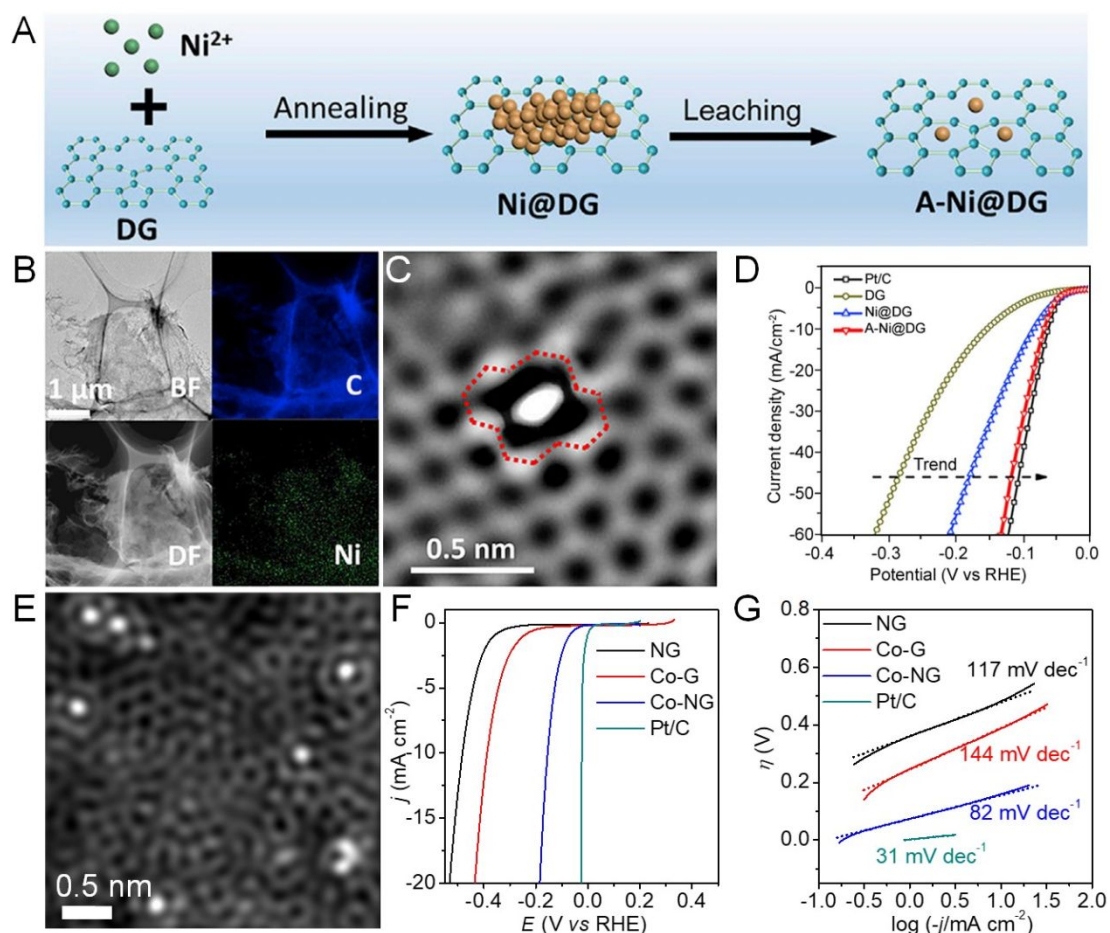 A
Ni²⁺
+
DG
Annealing
Ni@DG
Leaching
A-Ni@DG
B
1 μm
BF
C
DF
Ni
C
0.5 nm
D
Pt/C
DG
Ni@DG
A-Ni@DG
Trend
Current density (mA/cm⁻²)
0
-10
-20
-30
-40
-50
-60
-0.4
-0.3
-0.2
-0.1
0.0
Potential (V vs RHE)
E
0.5 nm
F
NG
Co-G
Co-NG
Pt/C
j (mA cm⁻²)
0
-5
-10
-15
-20
-0.4
-0.2
0.0
0.2
0.4
E (V vs RHE)
G
NG
Co-G
Co-NG
Pt/C
117 mV dec⁻¹
144 mV dec⁻¹
82 mV dec⁻¹
31 mV dec⁻¹
η (V)
0.8
0.6
0.4
0.2
0.0
-1.0
-0.5
0.0
0.5
1.0
1.5
2.0
log (-j/mA cm⁻²)